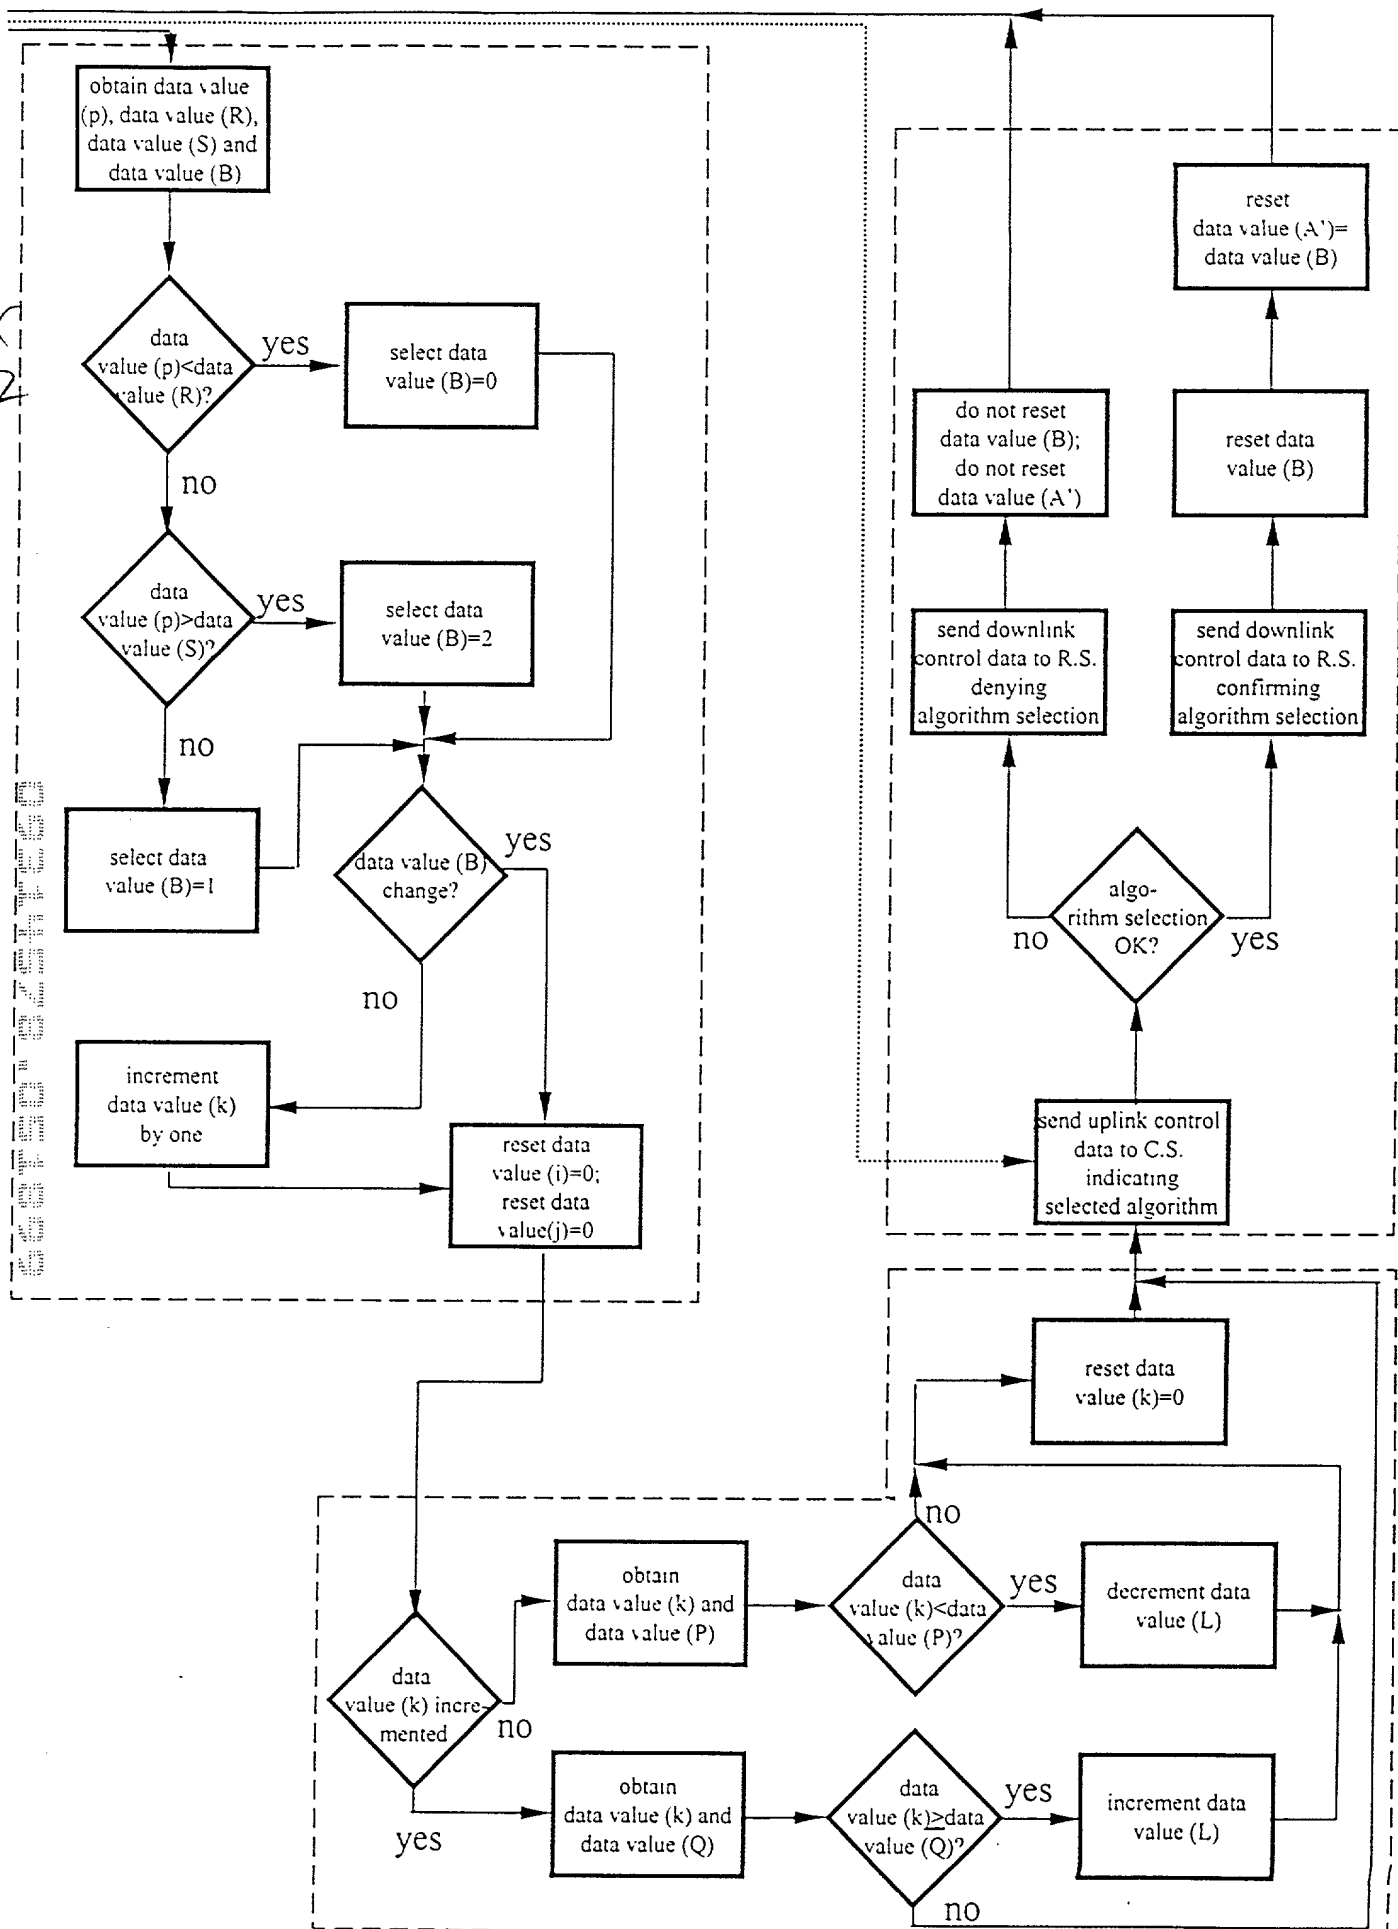 obtain data value
(p), data value (R),
data value (S) and
data value (B)
data
value (p)<data
value (R)?
yes
select data
value (B)=0
no
data
value (p)>data
value (S)?
yes
select data
value (B)=2
no
select data
value (B)=1
data value (B)
change?
yes
no
increment
data value (k)
by one
reset data
value (i)=0;
reset data
value(j)=0
reset
data value (A')=
data value (B)
do not reset
data value (B);
do not reset
data value (A')
reset data
value (B)
send downlink
control data to R.S.
denying
algorithm selection
send downlink
control data to R.S.
confirming
algorithm selection
algo-
rithm selection
OK?
no
yes
send uplink control
data to C.S.
indicating
selected algorithm
reset data
value (k)=0
no
obtain
data value (k) and
data value (P)
data
value (k)<data
value (P)?
yes
decrement data
value (L)
data
value (k) incre-
mented
no
yes
obtain
data value (k) and
data value (Q)
data
value (k)≥data
value (Q)?
yes
increment data
value (L)
no